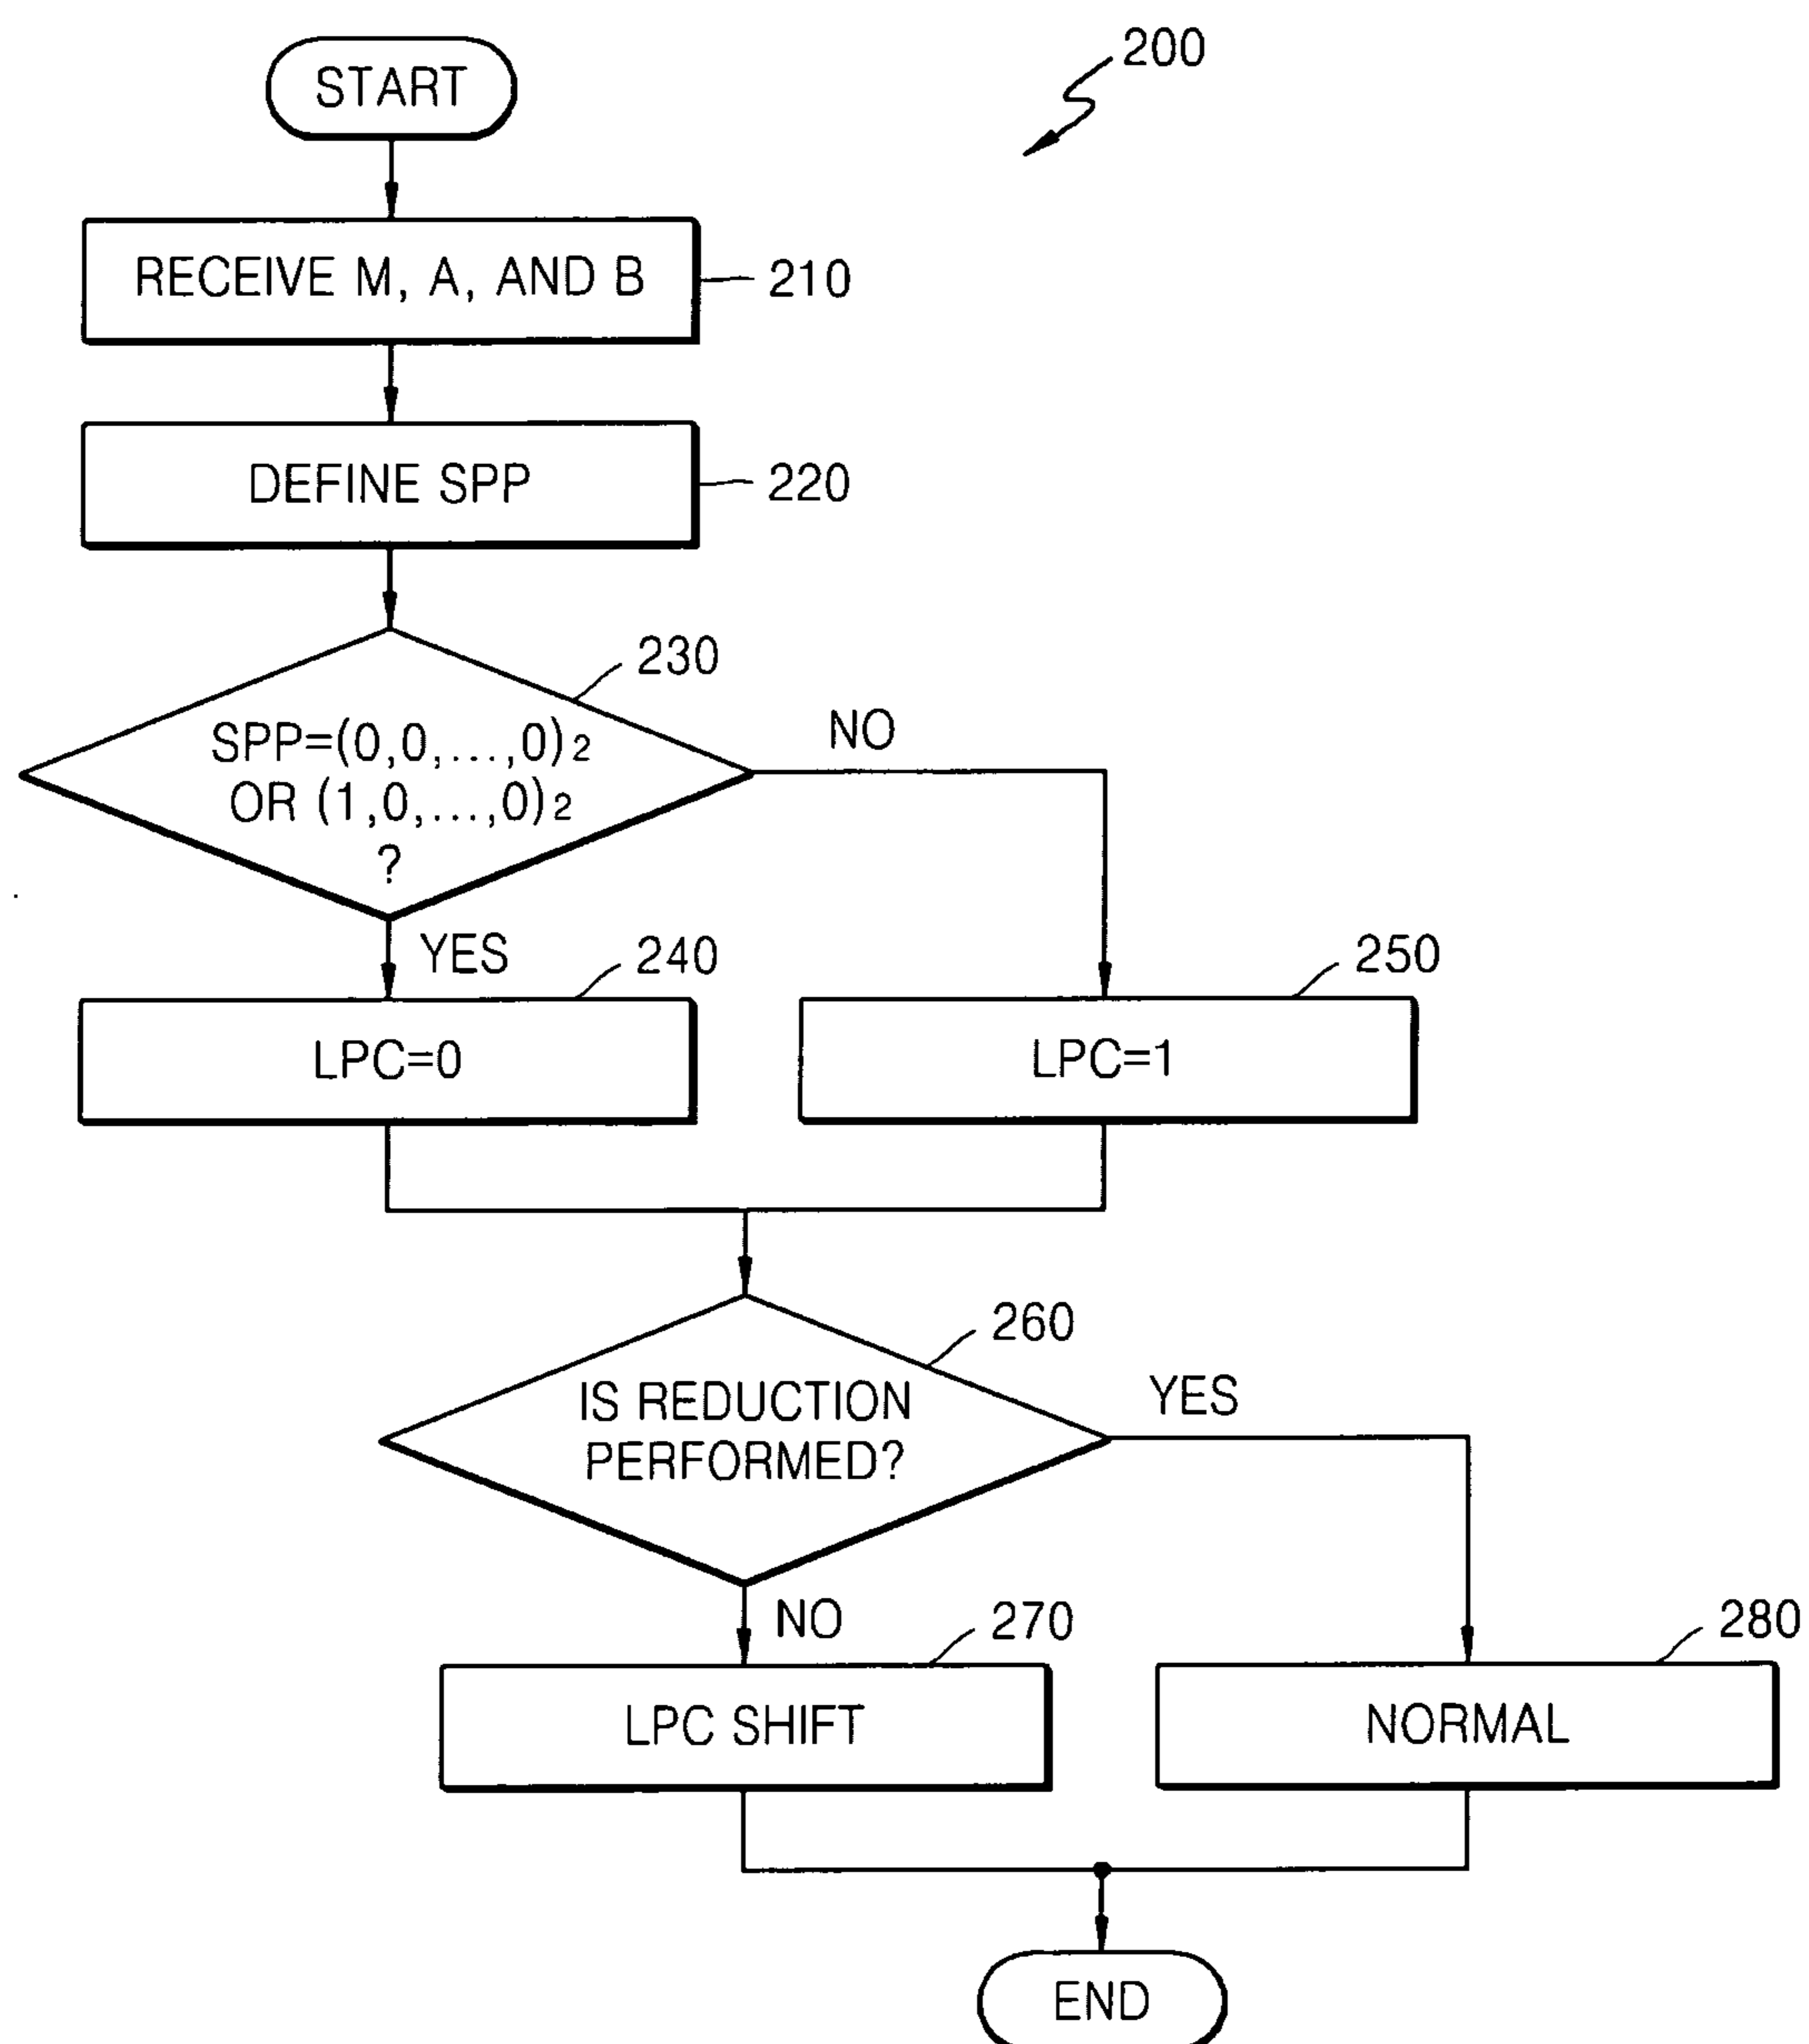 200
START
RECEIVE M, A, AND B
210
DEFINE SPP
220
230
SPP=(0,0,...,0)2
OR (1,0,...,0)2
?
NO
YES
240
250
LPC=0
LPC=1
260
IS REDUCTION
PERFORMED?
YES
NO
270
280
LPC SHIFT
NORMAL
END